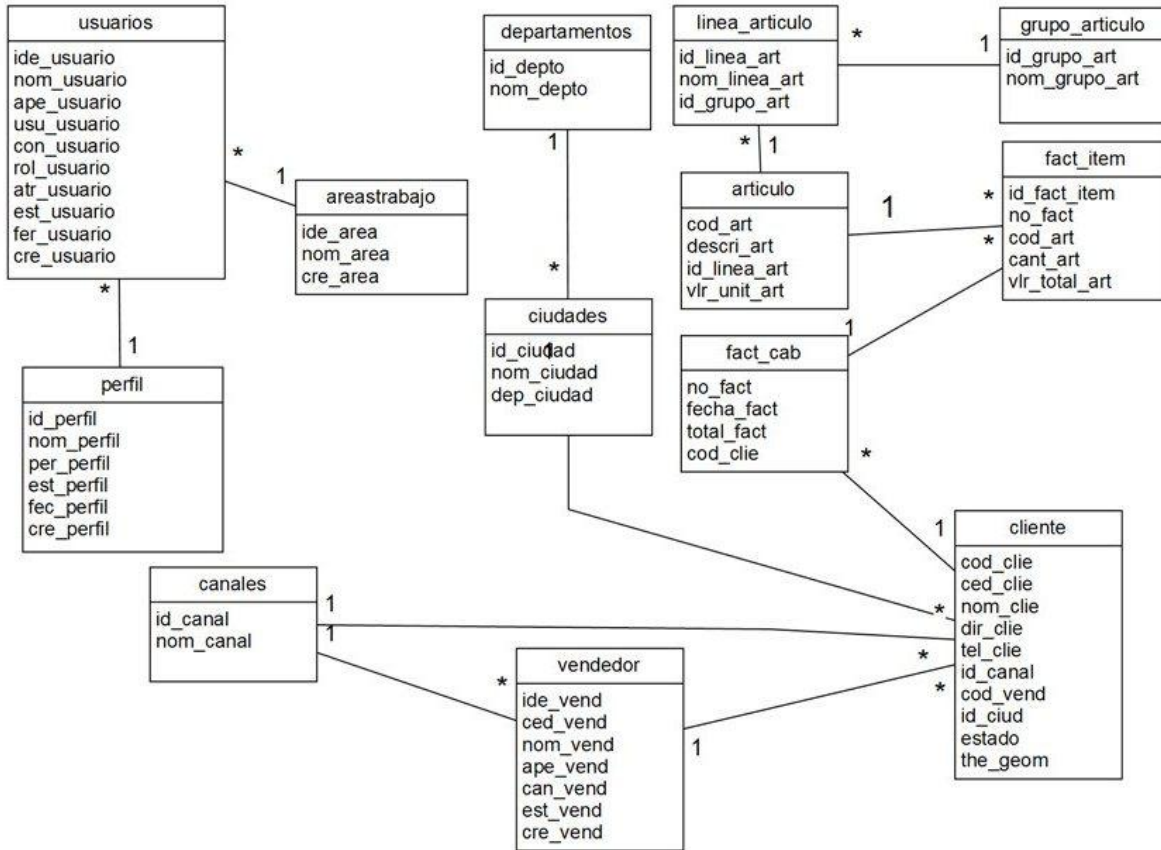 usuarios
ide_usuario
nom_usuario
ape_usuario
usu_usuario
con_usuario
rol_usuario
atr_usuario
est_usuario
fer_usuario
cre_usuario
*
1
areastrabajo
ide_area
nom_area
cre_area
*
1
perfil
id_perfil
nom_perfil
per_perfil
est_perfil
fec_perfil
cre_perfil
departamentos
id_depto
nom_depto
1
*
ciudades
id_ciudad
nom_ciudad
dep_ciudad
1
linea_articulo
id_linea_art
nom_linea_art
id_grupo_art
*
1
grupo_articulo
id_grupo_art
nom_grupo_art
*
1
articulo
cod_art
descri_art
id_linea_art
vlr_unit_art
1
*
fact_item
id_fact_item
no_fact
cod_art
cant_art
vlr_total_art
*
1
fact_cab
no_fact
fecha_fact
total_fact
cod_clie
*
1
cliente
cod_clie
ced_clie
nom_clie
dir_clie
tel_clie
id_canal
cod_vend
id_ciud
estado
the_geom
*
*
*
canales
id_canal
nom_canal
1
1
*
vendedor
ide_vend
ced_vend
nom_vend
ape_vend
can_vend
est_vend
cre_vend
1